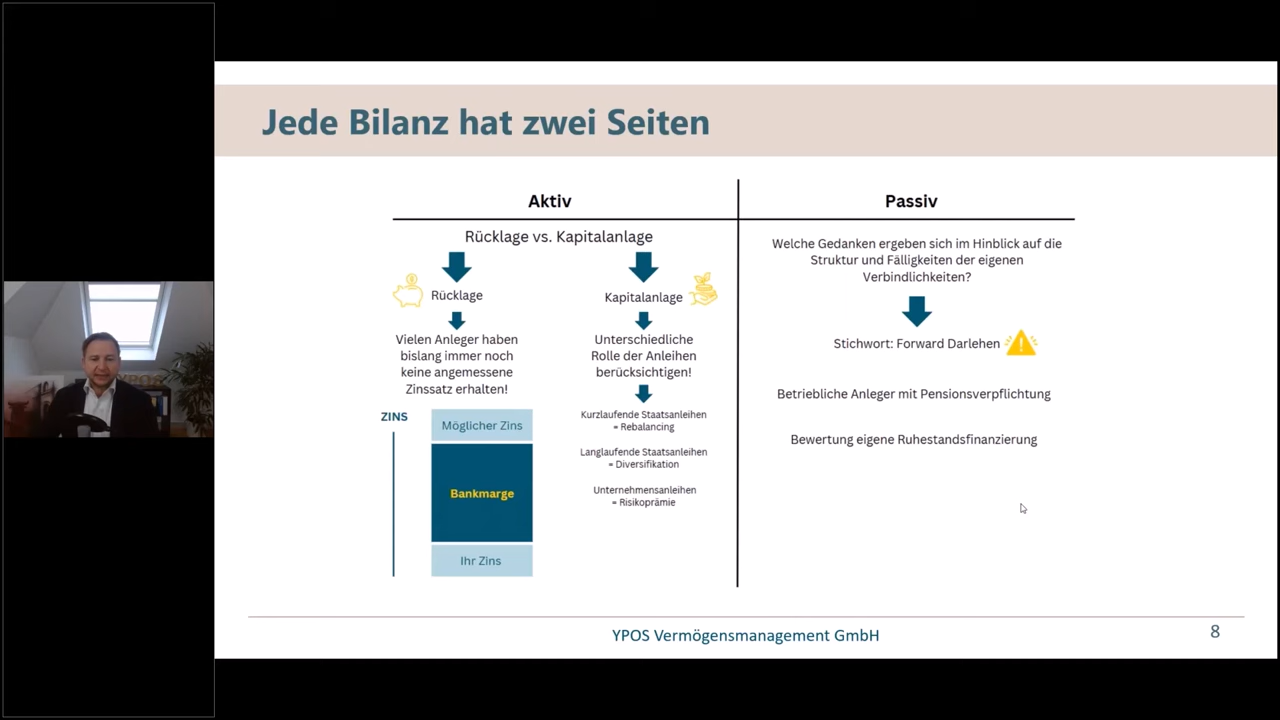 Jede Bilanz hat zwei Seiten
Aktiv
Passiv
Rücklage vs. Kapitalanlage
Rücklage
Vielen Anleger haben
bislang immer noch
keine angemessene
Zinssatz erhalten!
ZINS
Möglicher Zins
Bankmarge
Ihr Zins
Kapitalanlage
Unterschiedliche
Rolle der Anleihen
berücksichtigen!
Kurzlaufende Staatsanleihen
= Rebalancing
Langlaufende Staatsanleihen
= Diversifikation
Unternehmensanleihen
= Risikoprämie
Welche Gedanken ergeben sich im Hinblick auf die
Struktur und Fälligkeiten der eigenen
Verbindlichkeiten?
Stichwort: Forward Darlehen
Betriebliche Anleger mit Pensionsverpflichtung
Bewertung eigene Ruhestandsfinanzierung
YPOS Vermögensmanagement GmbH
8